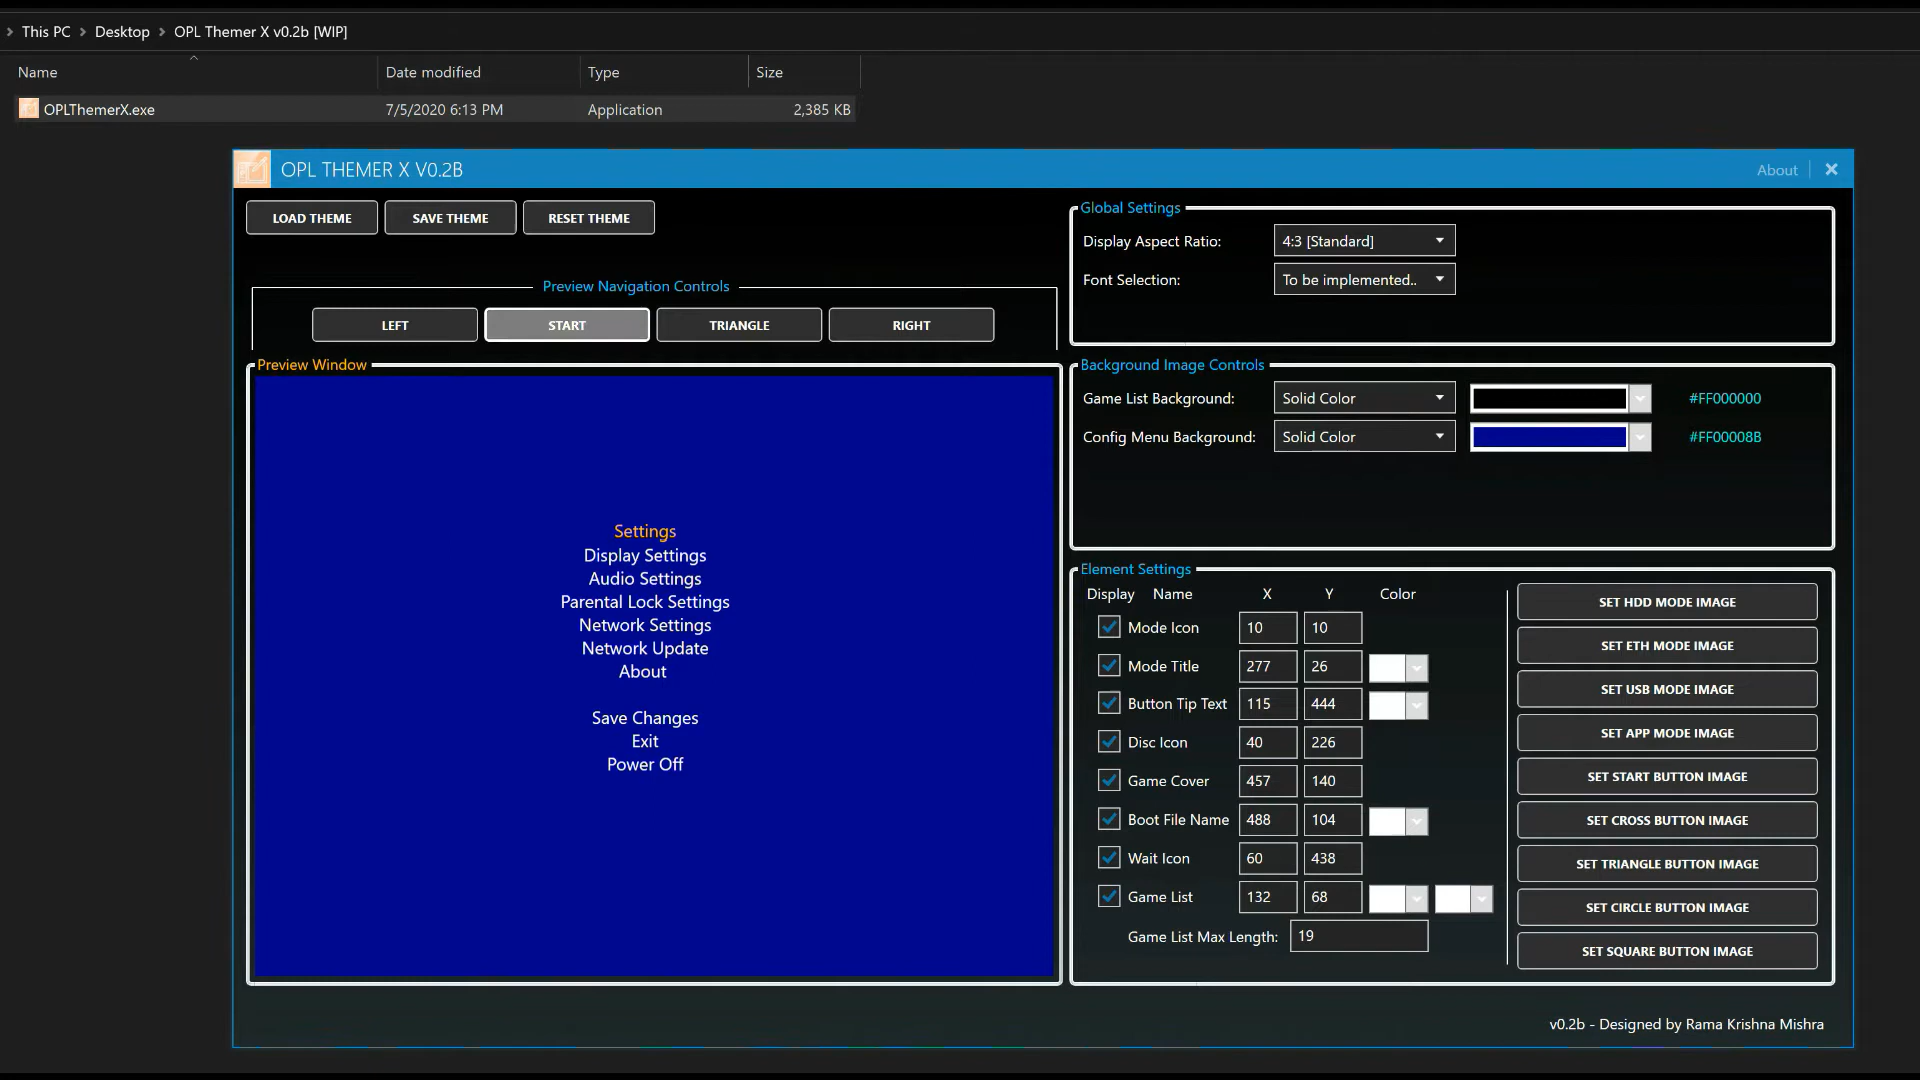 This PC > Desktop > OPL Themer X v0.2b [WIP]
Name Date modified Type Size
OPLThemerX.exe 7/5/2020 6:13 PM Application 2,385 KB
OPL THEMER X V0.2B
About
LOAD THEME SAVE THEME RESET THEME
Preview Navigation Controls
LEFT START TRIANGLE RIGHT
Preview Window
Settings
Display Settings
Audio Settings
Parental Lock Settings
Network Settings
Network Update
About
Save Changes
Exit
Power Off
Global Settings
Display Aspect Ratio: 4:3 [Standard]
Font Selection: To be implemented..
Background Image Controls
Game List Background: Solid Color #FF000000
Config Menu Background: Solid Color #FF00008B
Element Settings
Display Name X Y Color
Mode Icon 10 10
Mode Title 277 26
Button Tip Text 115 444
Disc Icon 40 226
Game Cover 457 140
Boot File Name 488 104
Wait Icon 60 438
Game List 132 68
Game List Max Length: 19
SET HDD MODE IMAGE
SET ETH MODE IMAGE
SET USB MODE IMAGE
SET APP MODE IMAGE
SET START BUTTON IMAGE
SET CROSS BUTTON IMAGE
SET TRIANGLE BUTTON IMAGE
SET CIRCLE BUTTON IMAGE
SET SQUARE BUTTON IMAGE
v0.2b - Designed by Rama Krishna Mishra